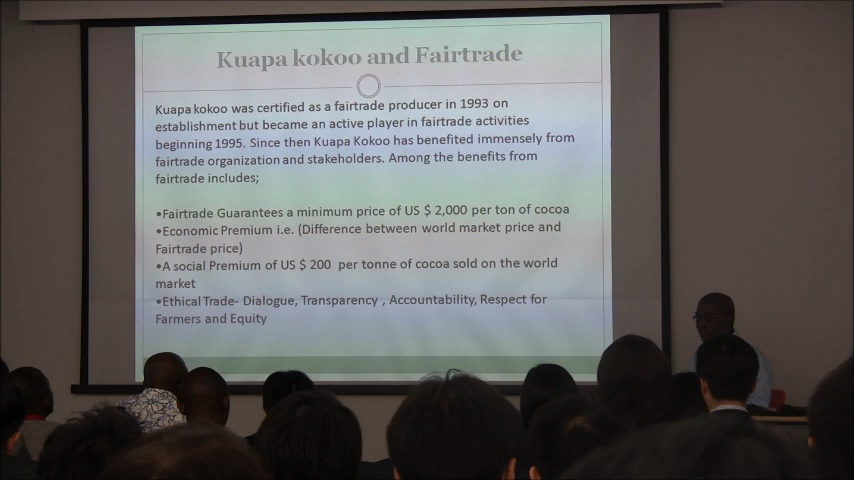 Kuapa kokoo and Fairtrade
Kuapa kokoo was certified as a fairtrade producer in 1993 on
establishment but became an active player in fairtrade activities
beginning 1995. Since then Kuapa Kokoo has benefited immensely from
fairtrade organization and stakeholders. Among the benefits from
fairtrade includes;
•Fairtrade Guarantees a minimum price of US $ 2,000 per ton of cocoa
•Economic Premium i.e. (Difference between world market price and
Fairtrade price)
•A social Premium of US $ 200 per tonne of cocoa sold on the world
market
•Ethical Trade- Dialogue, Transparency , Accountability, Respect for
Farmers and Equity